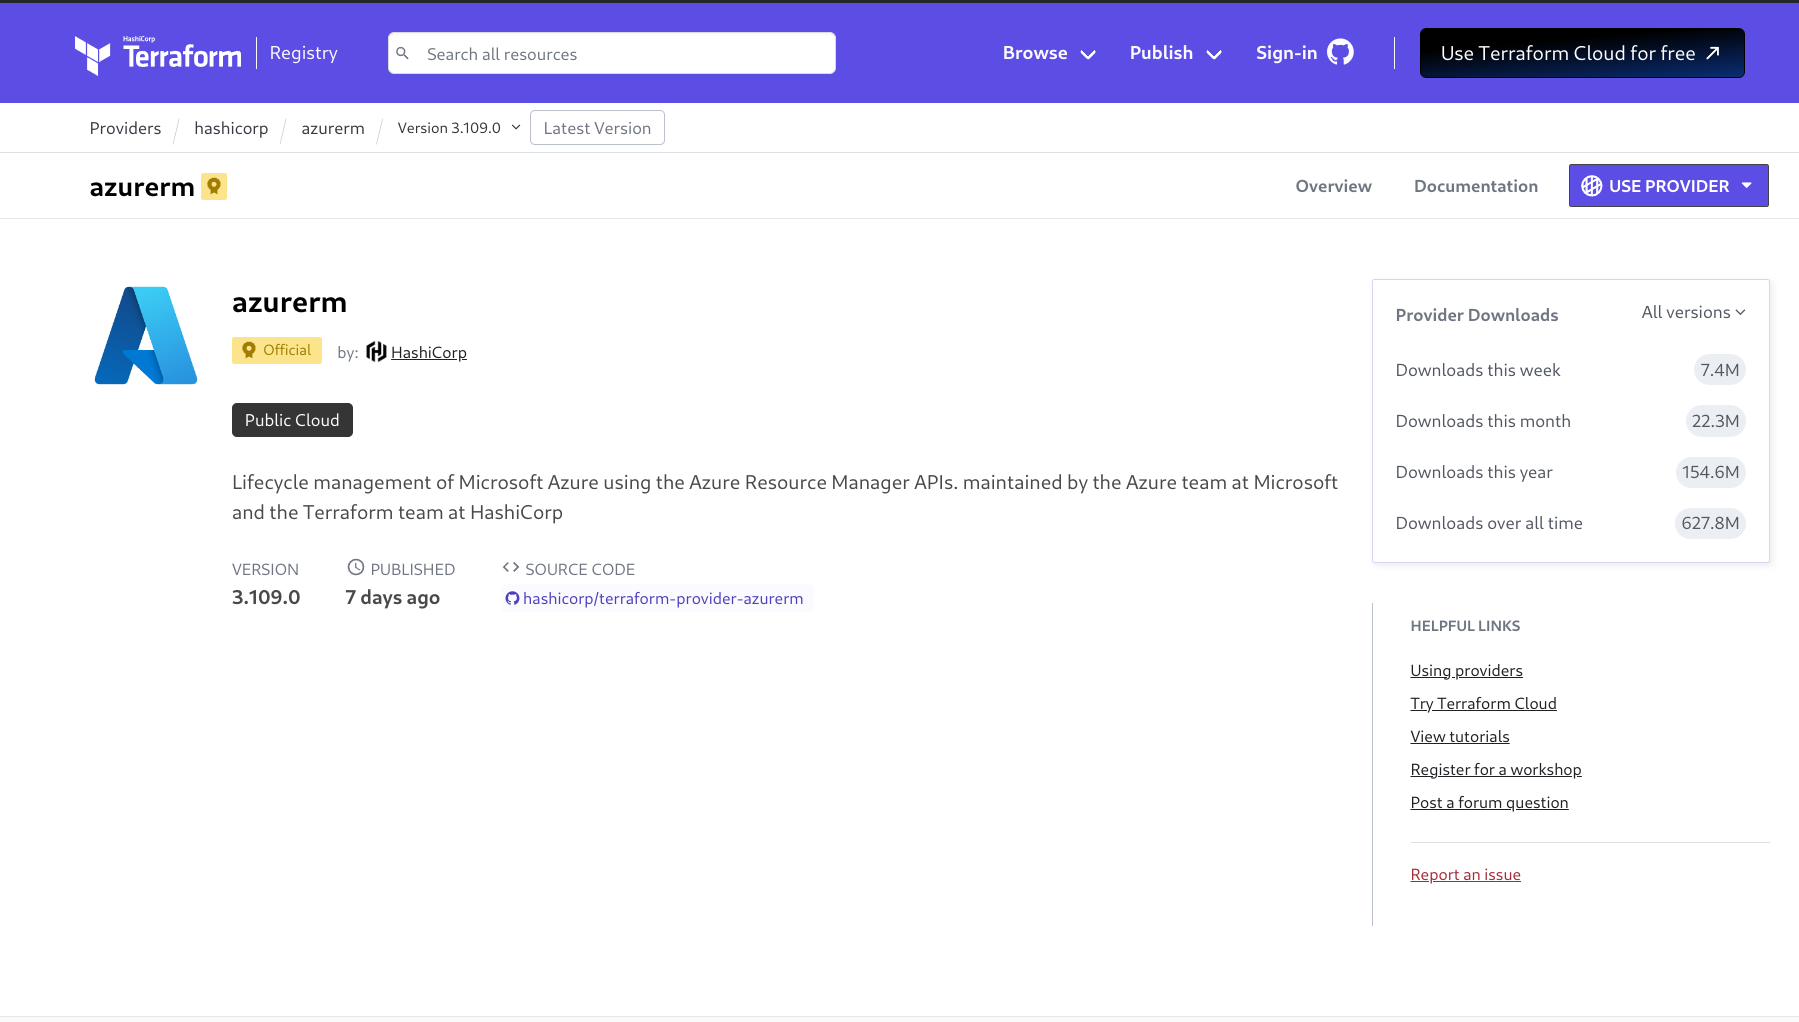 HashiCorp
Terraform
Registry
Search all resources
Browse
Publish
Sign-in
Use Terraform Cloud for free
Providers
hashicorp
azurerm
Version 3.109.0
Latest Version
azurerm
Overview
Documentation
USE PROVIDER
azurerm
Official
by: HashiCorp
Public Cloud
Lifecycle management of Microsoft Azure using the Azure Resource Manager APIs. maintained by the Azure team at Microsoft
and the Terraform team at HashiCorp
VERSION
3.109.0
PUBLISHED
7 days ago
SOURCE CODE
hashicorp/terraform-provider-azurerm
Provider Downloads
All versions
Downloads this week 7.4M
Downloads this month 22.3M
Downloads this year 154.6M
Downloads over all time 627.8M
HELPFUL LINKS
Using providers
Try Terraform Cloud
View tutorials
Register for a workshop
Post a forum question
Report an issue